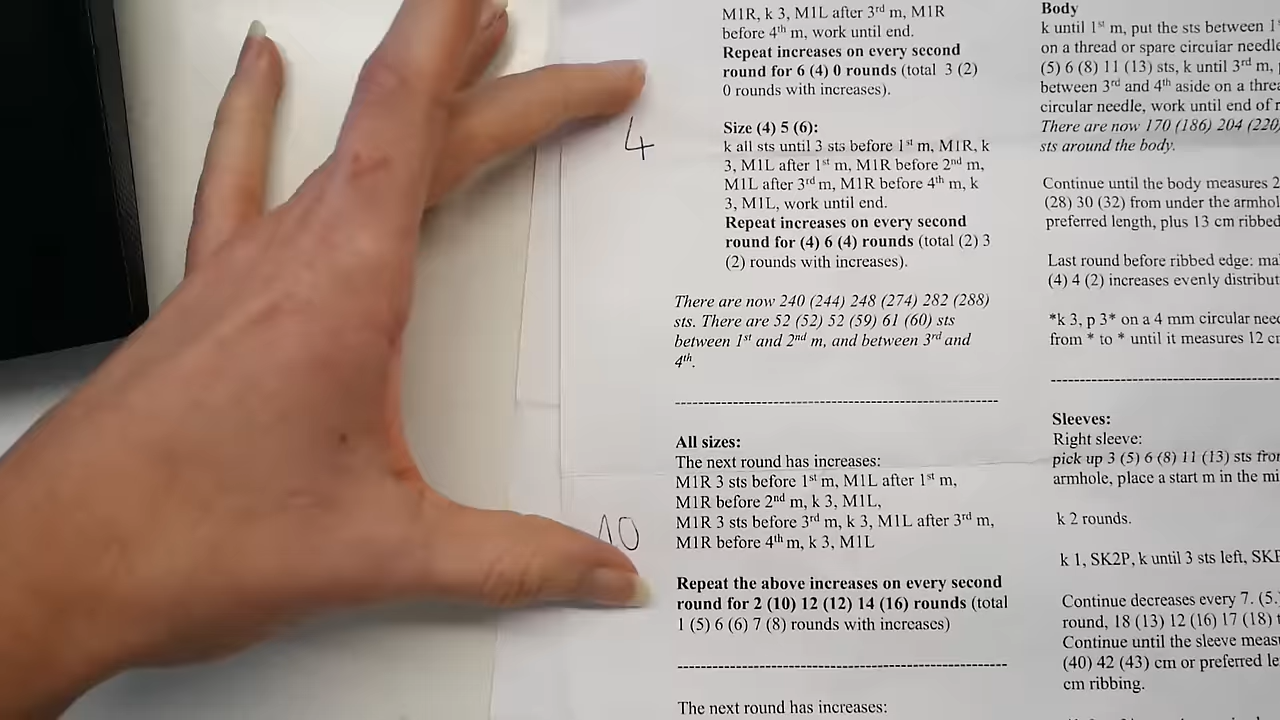 M1R, k 3, M1L after 3rd m, M1R
before 4th m, work until end.
Repeat increases on every second
round for 6 (4) 0 rounds (total 3 (2)
0 rounds with increases).
4
Size (4) 5 (6):
k all sts until 3 sts before 1st m, M1R, k
3, M1L after 1st m, M1R before 2nd m,
M1L after 3rd m, M1R before 4th m, k
3, M1L, work until end.
Repeat increases on every second
round for (4) 6 (4) rounds (total (2) 3
(2) rounds with increases).
There are now 240 (244) 248 (274) 282 (288)
sts. There are 52 (52) 52 (59) 61 (60) sts
between 1st and 2nd m, and between 3rd and
4th.
All sizes:
The next round has increases:
M1R 3 sts before 1st m, M1L after 1st m,
M1R before 2nd m, k 3, M1L,
M1R 3 sts before 3rd m, k 3, M1L after 3rd m,
M1R before 4th m, k 3, M1L
10
Repeat the above increases on every second
round for 2 (10) 12 (12) 14 (16) rounds (total
1 (5) 6 (6) 7 (8) rounds with increases)
The next round has increases:
Body
k until 1st m, put the sts between
on a thread or spare circular
(5) 6 (8) 11 (13) sts, k until 3rd m,
between 3rd and 4th aside on a
circular needle, work until end of
There are now 170 (186) 204 (220)
sts around the body.
Continue until the body measures
(28) 30 (32) from under the
preferred length, plus 13 cm ribbed
Last round before ribbed edge:
(4) 4 (2) increases evenly
*k 3, p 3* on a 4 mm circular
from * to * until it measures 12
Sleeves:
Right sleeve:
pick up 3 (5) 6 (8) 11 (13) sts
armhole, place a start m in the
k 2 rounds.
k 1, SK2P, k until 3 sts left,
Continue decreases every 7. (5.
round, 18 (13) 12 (16) 17 (18)
Continue until the sleeve
(40) 42 (43) cm or preferred
cm ribbing.